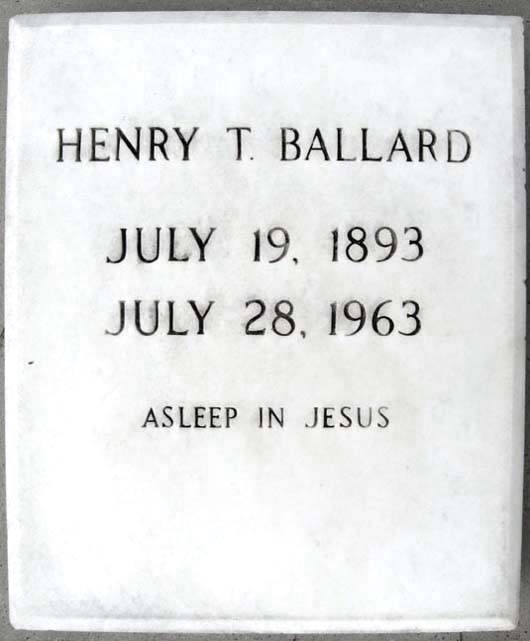 HENRY T. BALLARD
JULY 19, 1893
JULY 28, 1963
ASLEEP IN JESUS